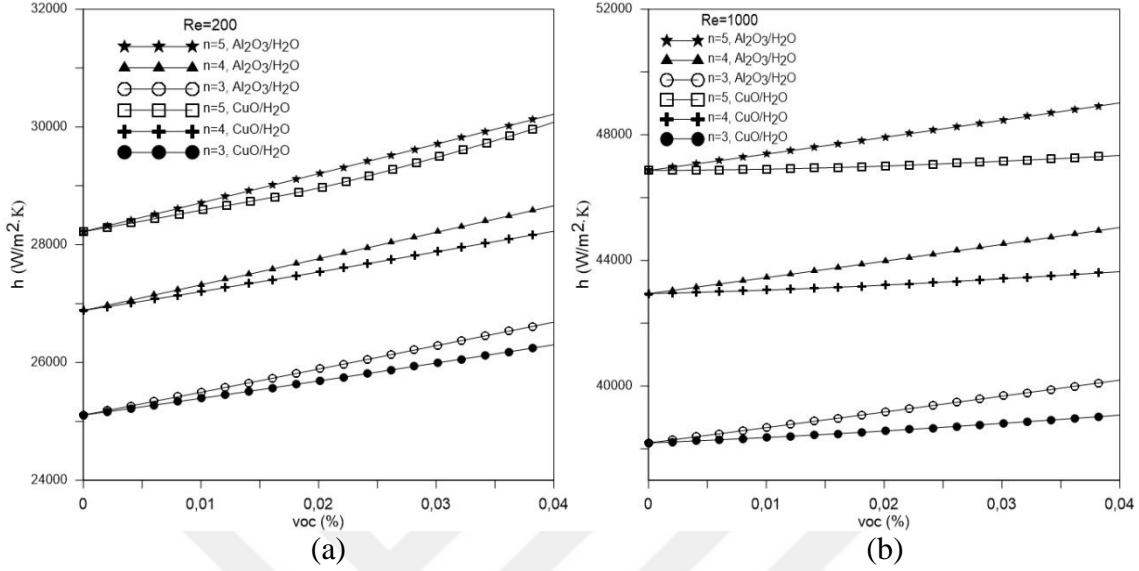 Re=200
n=5, Al2O3/H2O
n=4, Al2O3/H2O
n=3, Al2O3/H2O
n=5, CuO/H2O
n=4, CuO/H2O
n=3, CuO/H2O
32000
30000
28000
26000
24000
h (W/m².K)
0 0,01 0,02 0,03 0,04
voc (%)
(a)
Re=1000
n=5, Al2O3/H2O
n=4, Al2O3/H2O
n=3, Al2O3/H2O
n=5, CuO/H2O
n=4, CuO/H2O
n=3, CuO/H2O
52000
48000
44000
40000
h (W/m².K)
0 0,01 0,02 0,03 0,04
voc (%)
(b)